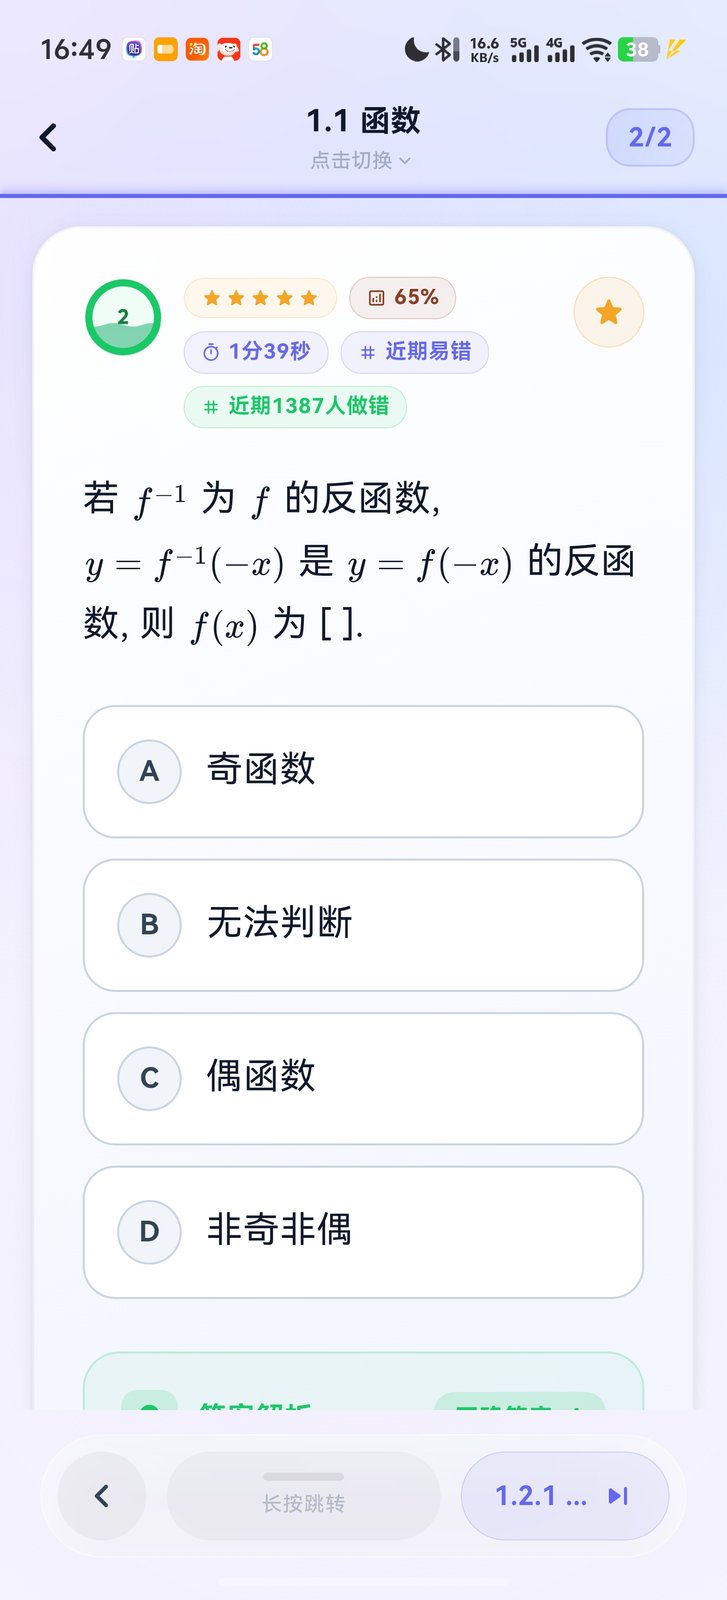 16:49 贴 淘 58 16.6 KB/s 5G 4G 38
1.1 函数
点击切换
2/2
2
65%
1分39秒 # 近期易错
# 近期1387人做错
若 f⁻¹ 为 f 的反函数,
y = f⁻¹(−x) 是 y = f(−x) 的反函
数, 则 f(x) 为 [ ].
A 奇函数
B 无法判断
C 偶函数
D 非奇非偶
长按跳转
1.2.1 ...